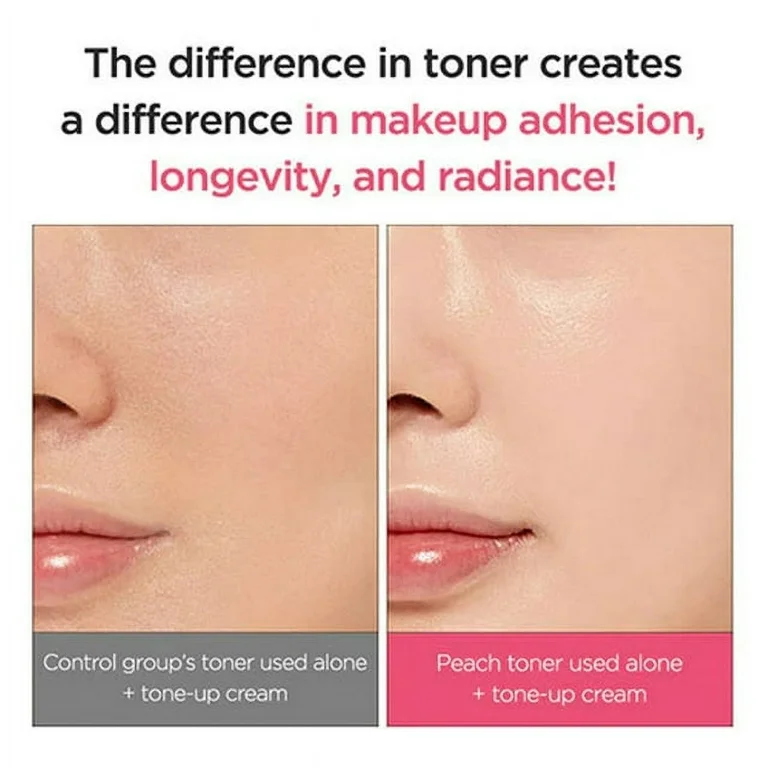 The difference in toner creates
a difference in makeup adhesion,
longevity, and radiance!
Control group's toner used alone
+ tone-up cream
Peach toner used alone
+ tone-up cream